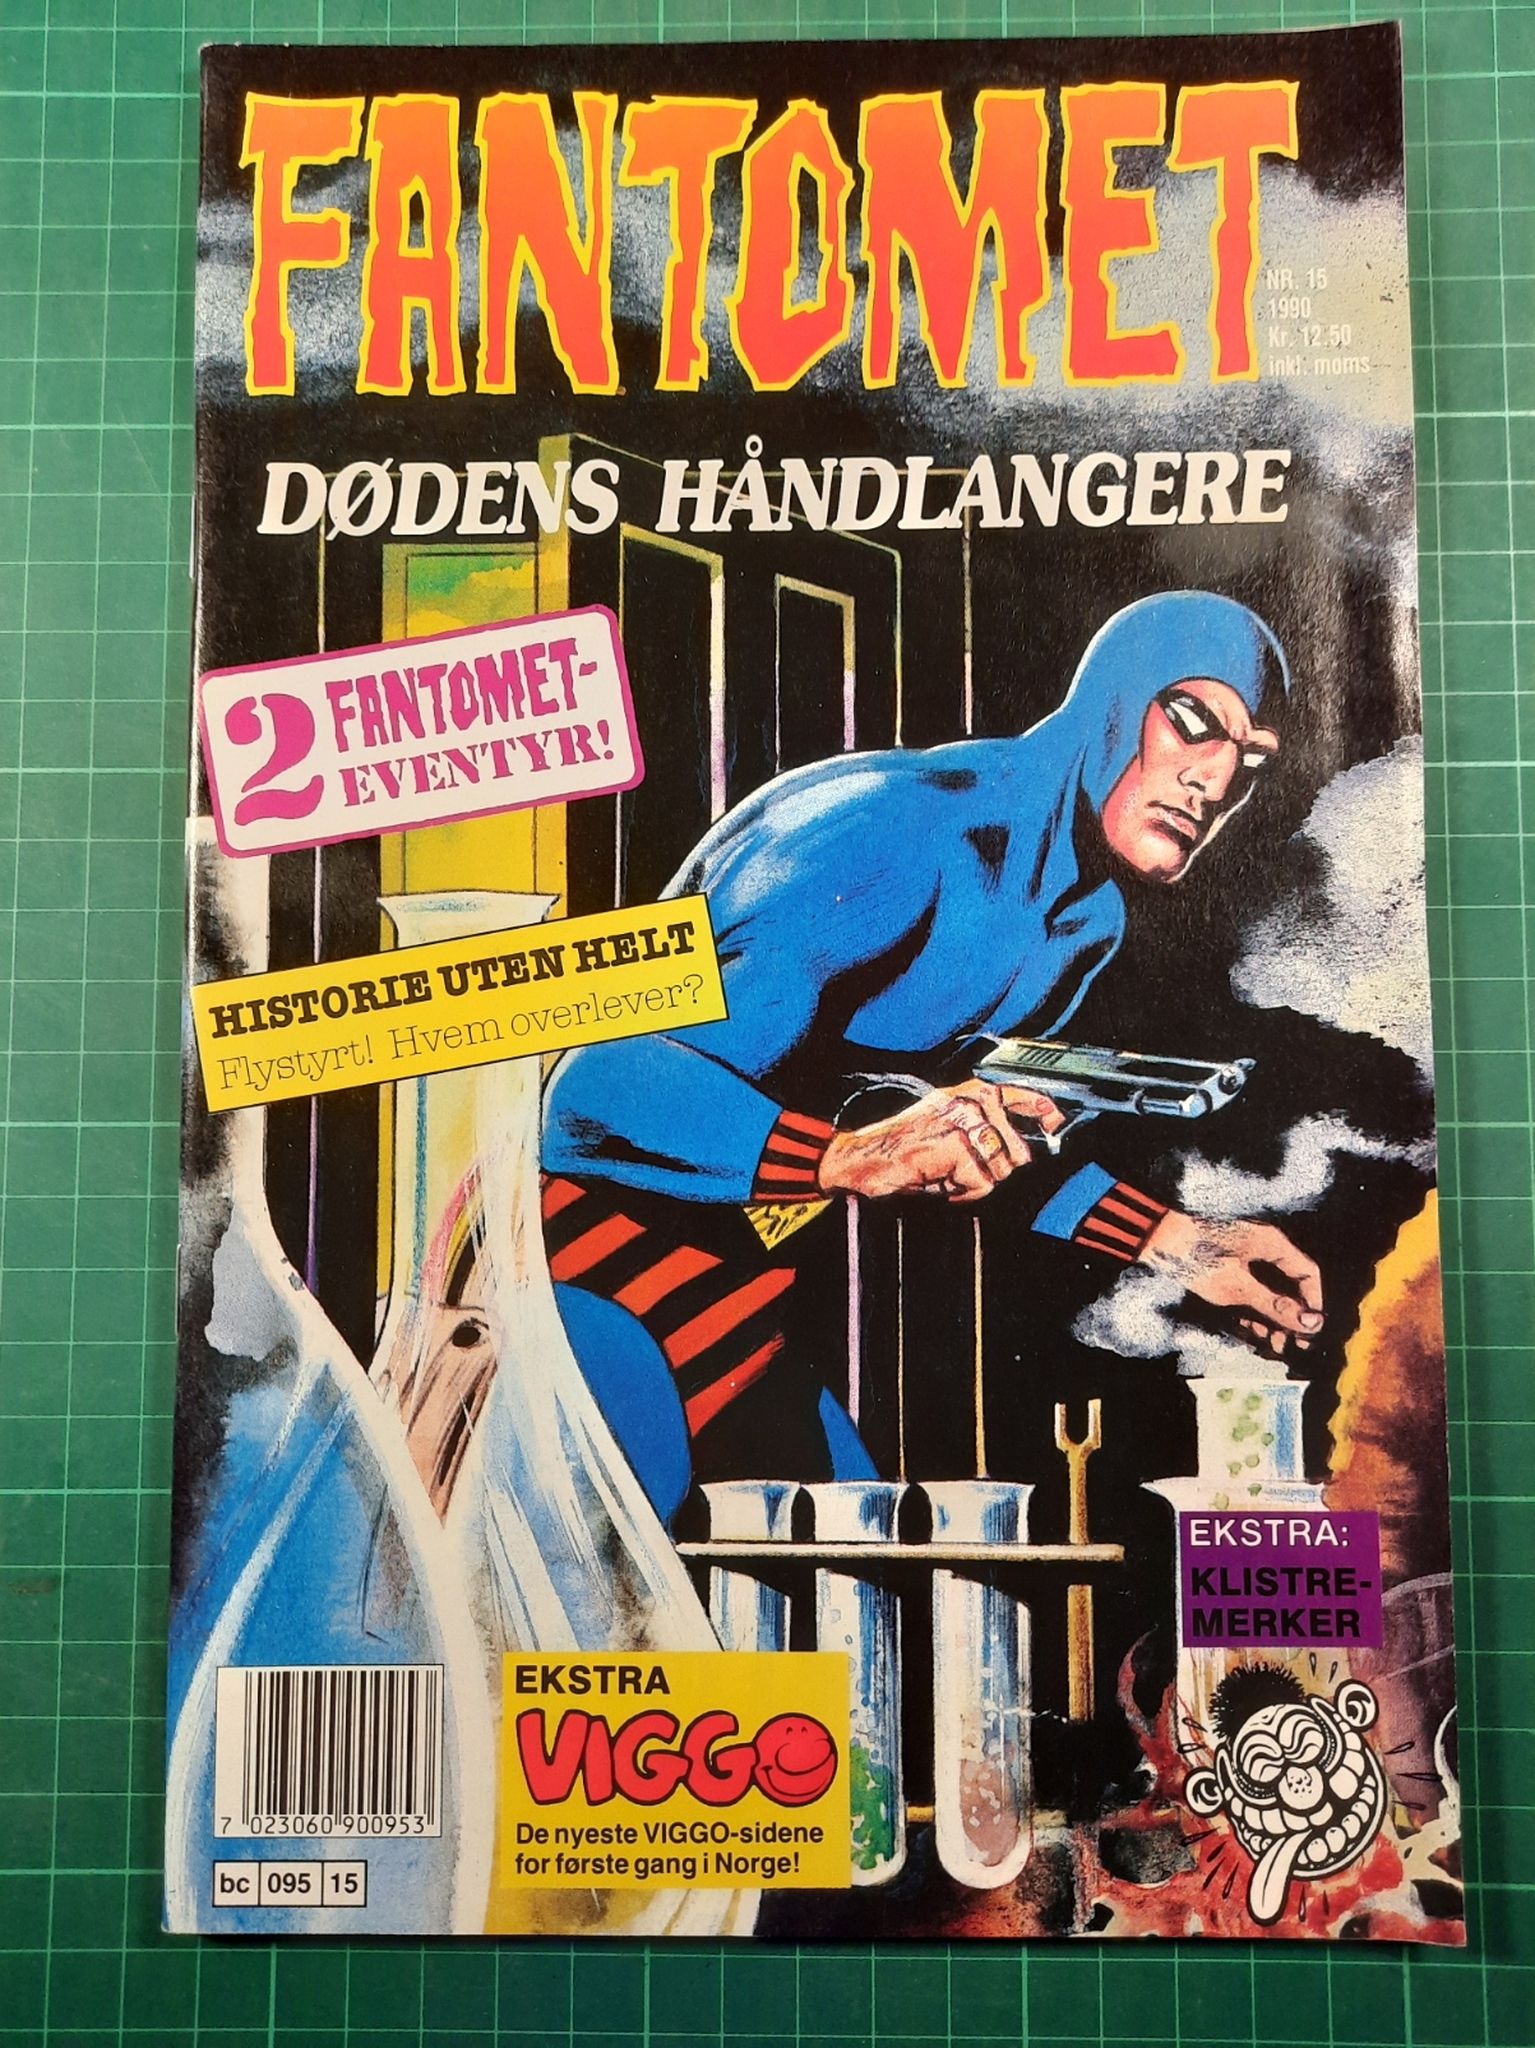 FANTOMET
NR. 15
1990
Kr. 12.50
inkl. moms
DØDENS HÅNDLANGERE
2 FANTOMET-
EVENTYR!
HISTORIE UTEN HELT
Flystyrt! Hvem overlever?
EKSTRA:
KLISTRE-
MERKER
EKSTRA
VIGGO
De nyeste VIGGO-sidene
for første gang i Norge!
7 023060 900953
bc 095 15